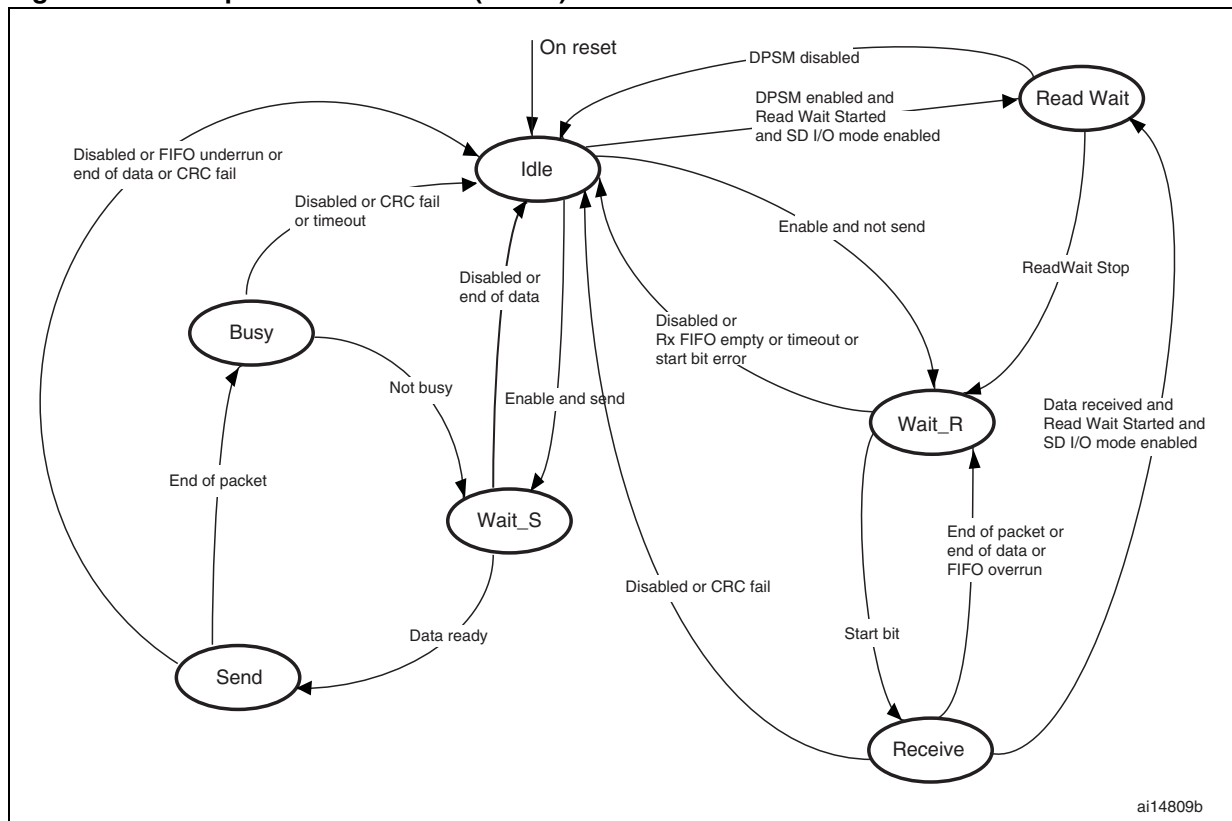 On reset
DPSM disabled
Read Wait
DPSM enabled and
Read Wait Started
and SD I/O mode enabled
Disabled or FIFO underrun or
end of data or CRC fail
Idle
Disabled or CRC fail
or timeout
Enable and not send
Disabled or
end of data
ReadWait Stop
Busy
Disabled or
Rx FIFO empty or timeout or
start bit error
Not busy
Enable and send
Wait_R
Data received and
Read Wait Started and
SD I/O mode enabled
End of packet
Wait_S
End of packet or
end of data or
FIFO overrun
Disabled or CRC fail
Data ready
Start bit
Send
Receive
ai14809b